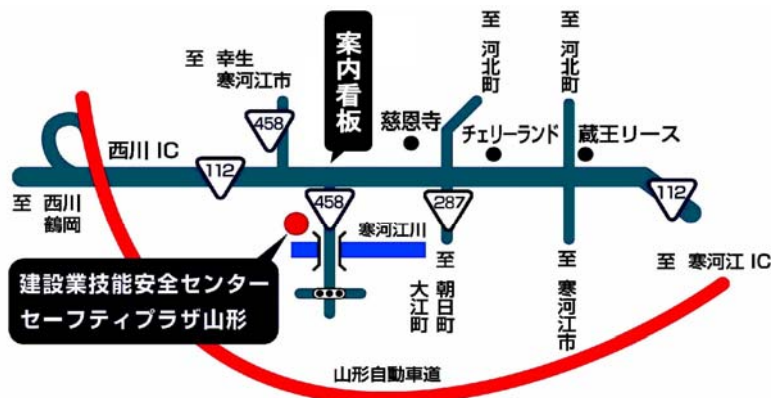 至 幸生
寒河江市
案内看板
至 河北町
至 河北町
458
慈恩寺
チェリーランド
蔵王リース
西川 IC
112
至 西川
鶴岡
458
寒河江川
287
112
建設業技能安全センター
セーフティプラザ山形
至 朝日町
大江町
至 寒河江市
至 寒河江 IC
山形自動車道